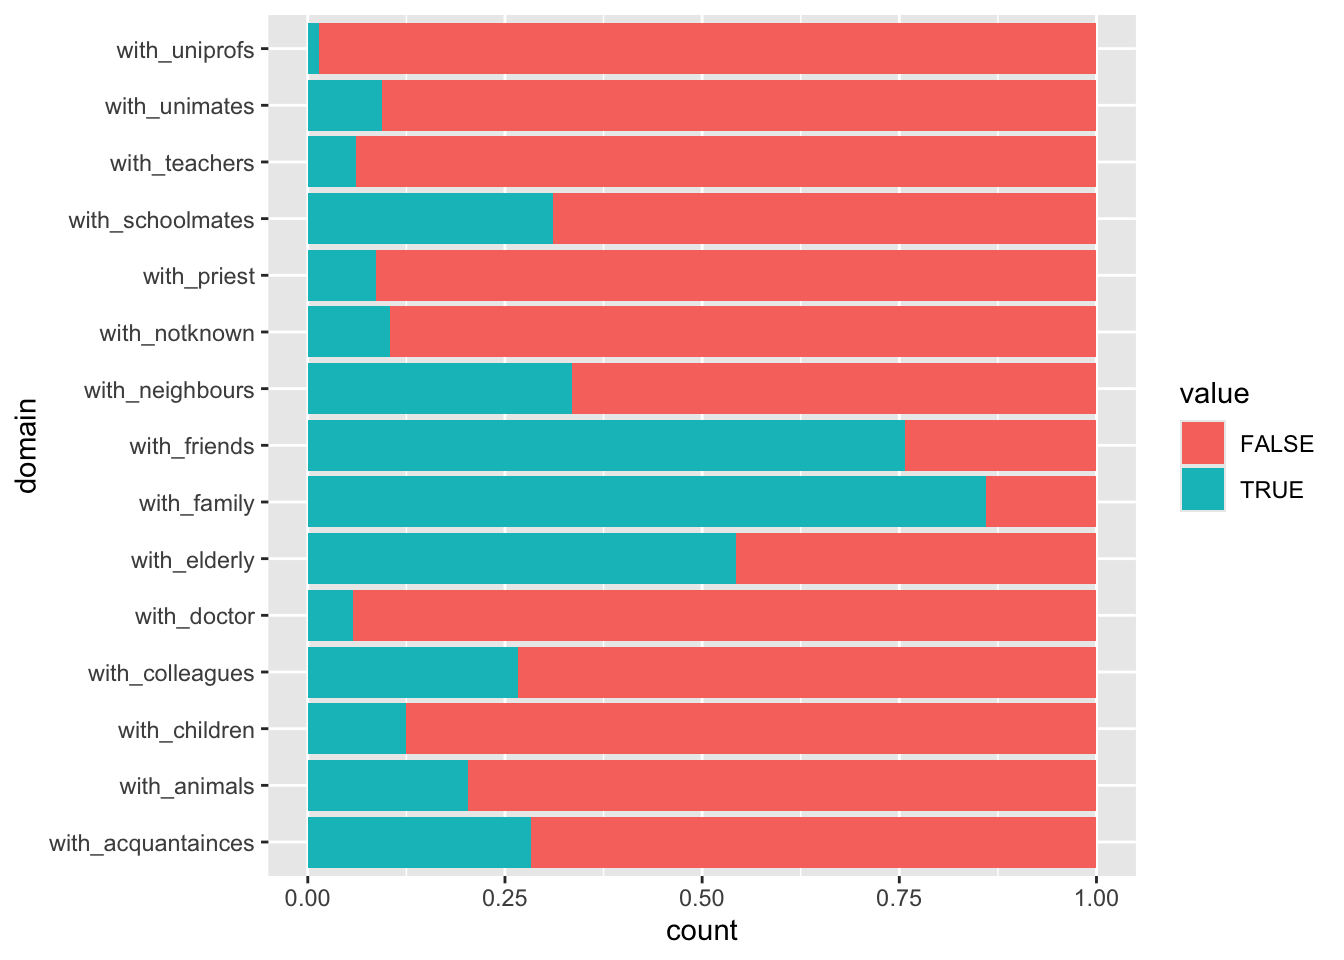 with_uniprofs
with_unimates
with_teachers
with_schoolmates
with_priest
with_notknown
with_neighbours
with_friends
with_family
with_elderly
with_doctor
with_colleagues
with_children
with_animals
with_acquantainces
domain
0.00 0.25 0.50 0.75 1.00
count
value
FALSE
TRUE